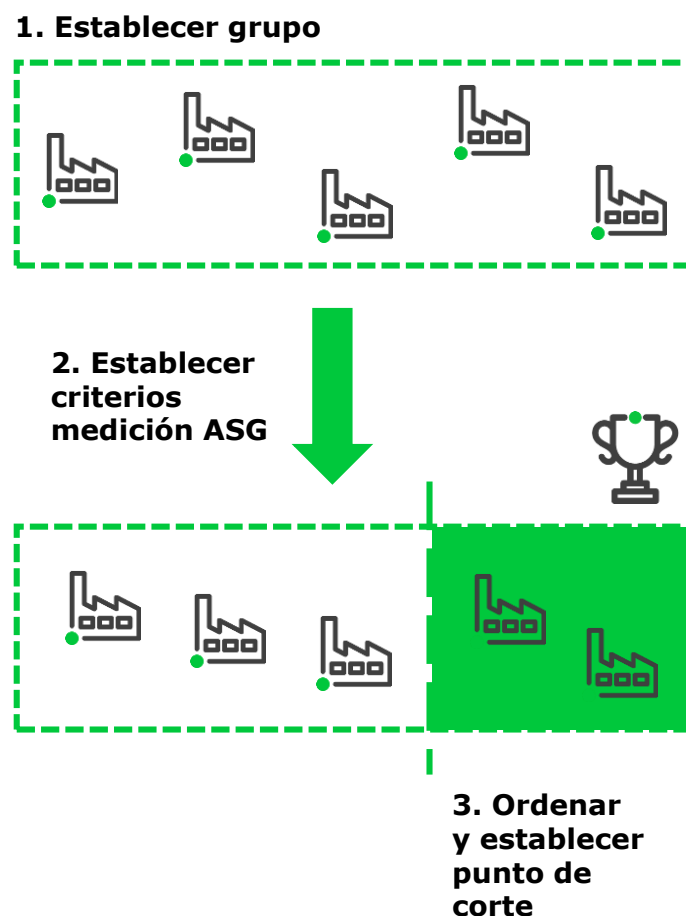 1. Establecer grupo
2. Establecer
criterios
medición ASG
3. Ordenar
y establecer
punto de
corte